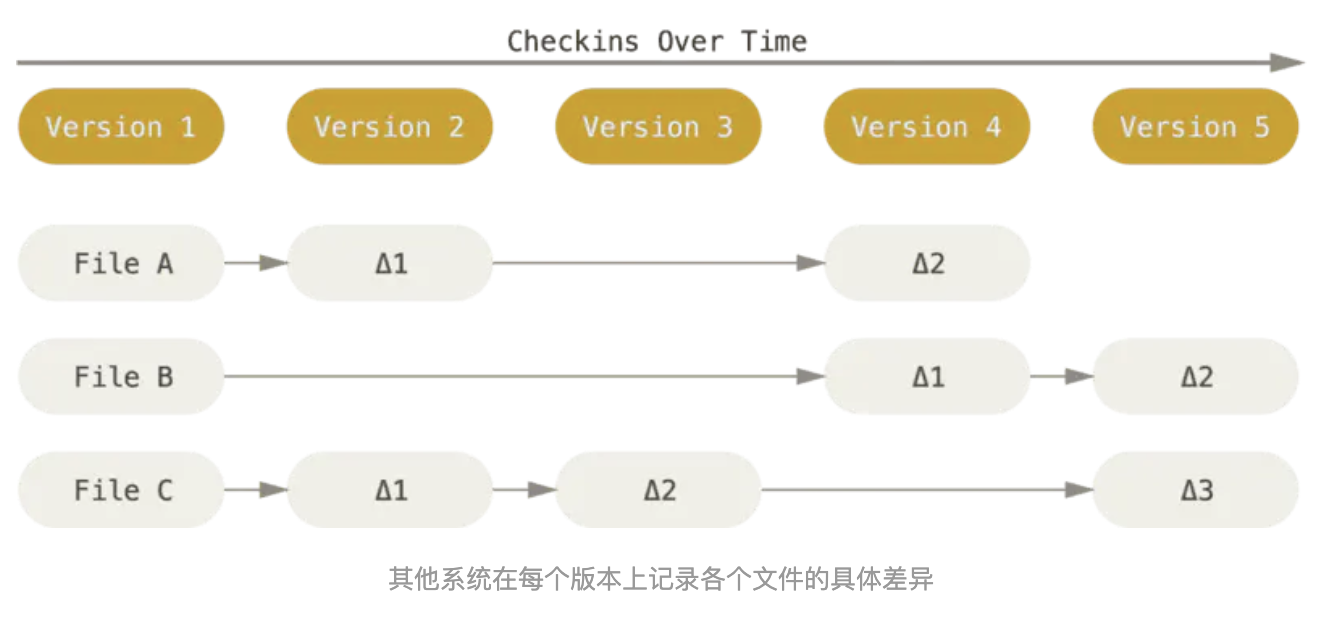 Checkins Over Time
Version 1 Version 2 Version 3 Version 4 Version 5
File A Δ1 Δ2
File B Δ1 Δ2
File C Δ1 Δ2 Δ3
其他系统在每个版本上记录各个文件的具体差异